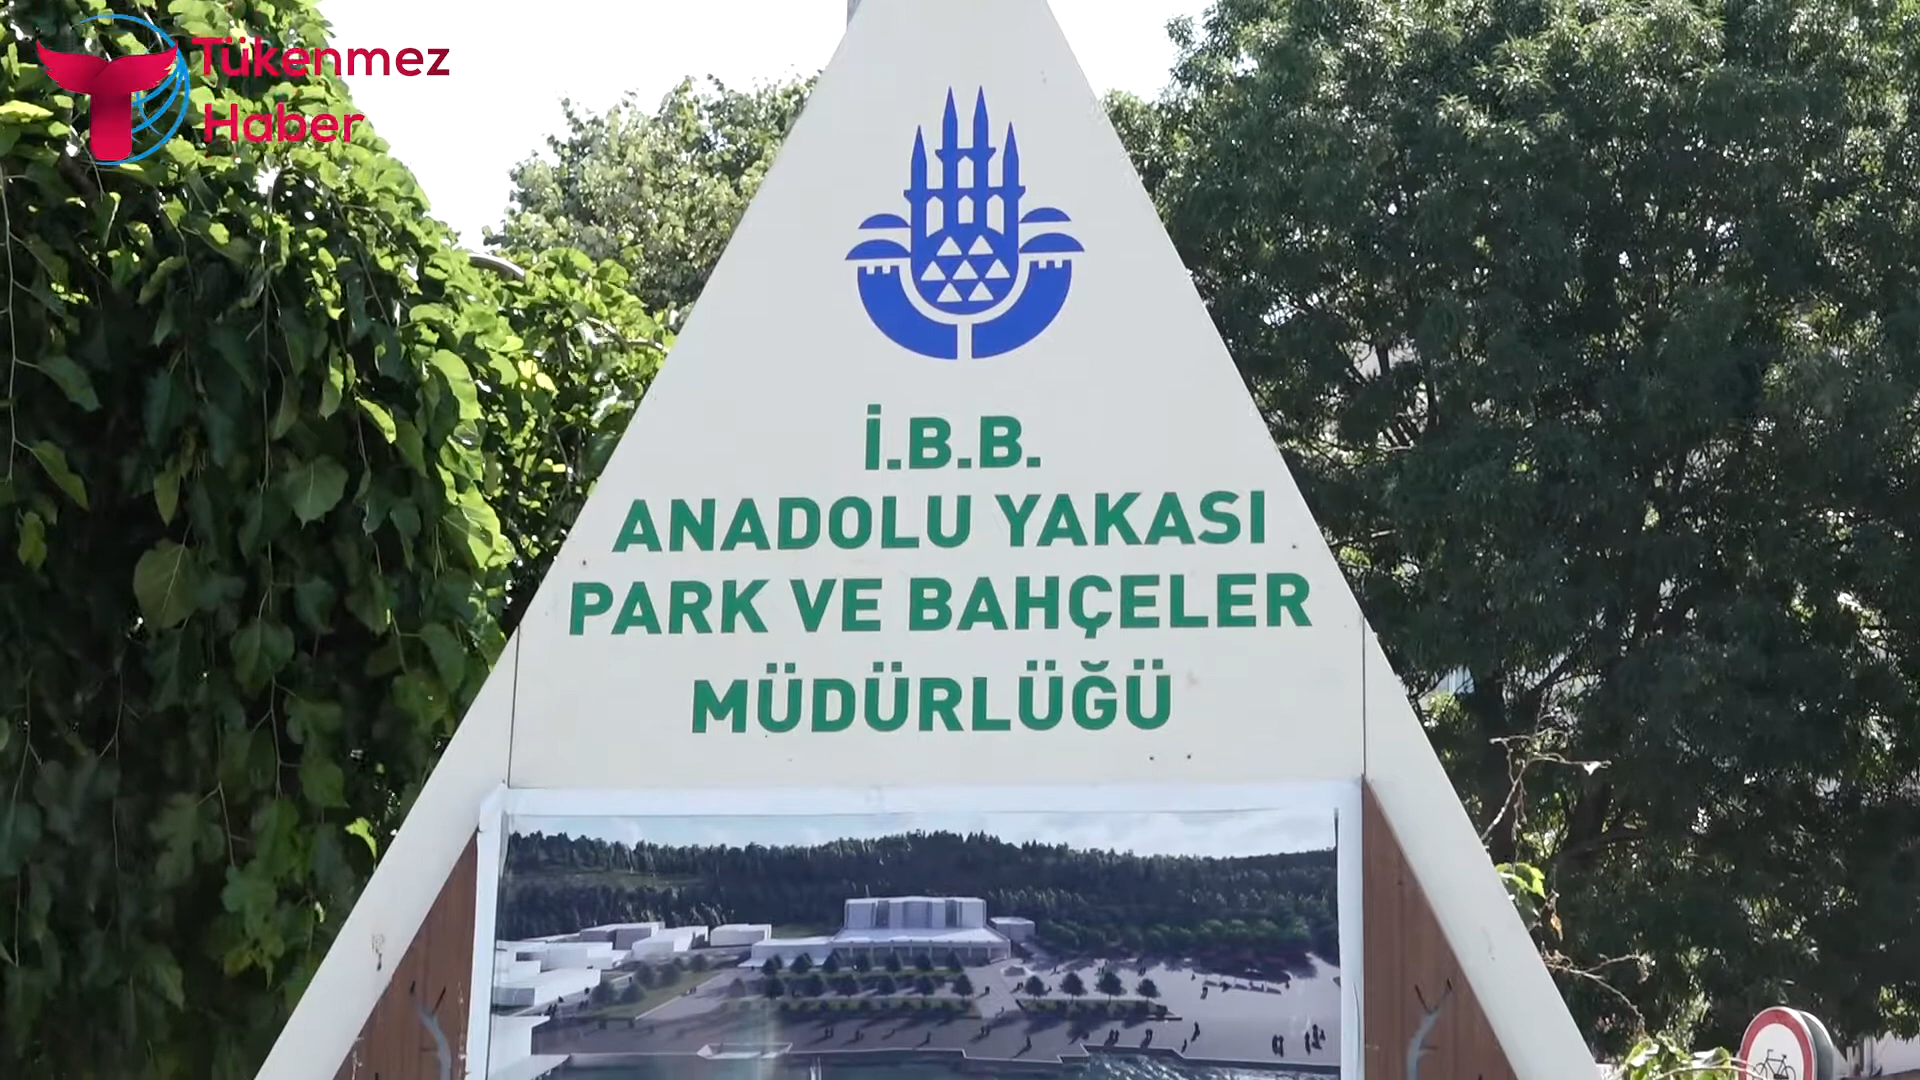 Tükenmez
Haber
İ.B.B.
ANADOLU YAKASI
PARK VE BAHÇELER
MÜDÜRLÜĞÜ